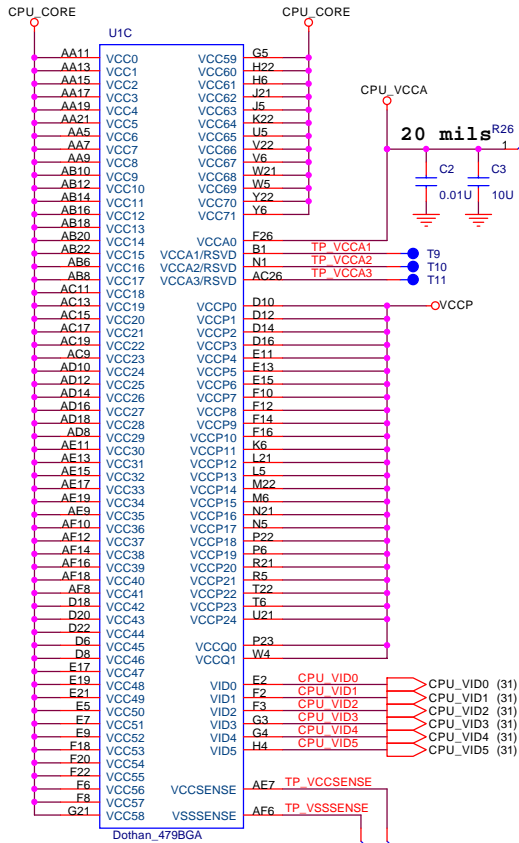 CPU_CORE CPU_CORE
U1C
AA11 VCC0 VCC59 G5
AA13 VCC1 VCC60 H22
AA15 VCC2 VCC61 H6
AA17 VCC3 VCC62 J21
AA19 VCC4 VCC63 J5
AA21 VCC5 VCC64 K22
AA5 VCC6 VCC65 U5
AA7 VCC7 VCC66 V22
AA9 VCC8 VCC67 V6
AB10 VCC9 VCC68 W21
AB12 VCC10 VCC69 W5
AB14 VCC11 VCC70 Y22
AB16 VCC12 VCC71 Y6
AB18 VCC13
AB20 VCC14 VCCA0 F26
AB22 VCC15 VCCA1/RSVD B1 TP_VCCA1 T9
AB6 VCC16 VCCA2/RSVD N1 TP_VCCA2 T10
AB8 VCC17 VCCA3/RSVD AC26 TP_VCCA3 T11
AC11 VCC18
AC13 VCC19 VCCP0 D10 VCCP
AC15 VCC20 VCCP1 D12
AC17 VCC21 VCCP2 D14
AC19 VCC22 VCCP3 D16
AC9 VCC23 VCCP4 E11
AD10 VCC24 VCCP5 E13
AD12 VCC25 VCCP6 E15
AD14 VCC26 VCCP7 F10
AD16 VCC27 VCCP8 F12
AD18 VCC28 VCCP9 F14
AD8 VCC29 VCCP10 F16
AE11 VCC30 VCCP11 K6
AE13 VCC31 VCCP12 L21
AE15 VCC32 VCCP13 L5
AE17 VCC33 VCCP14 M22
AE19 VCC34 VCCP15 M6
AE9 VCC35 VCCP16 N21
AF10 VCC36 VCCP17 N5
AF12 VCC37 VCCP18 P22
AF14 VCC38 VCCP19 P6
AF16 VCC39 VCCP20 R21
AF18 VCC40 VCCP21 R5
AF8 VCC41 VCCP22 T22
D18 VCC42 VCCP23 T6
D20 VCC43 VCCP24 U21
D22 VCC44
D6 VCC45 VCCQ0 P23
D8 VCC46 VCCQ1 W4
E17 VCC47
E19 VCC48 VID0 E2 CPU_VID0 CPU_VID0 (31)
E21 VCC49 VID1 F2 CPU_VID1 CPU_VID1 (31)
E5 VCC50 VID2 F3 CPU_VID2 CPU_VID2 (31)
E7 VCC51 VID3 G3 CPU_VID3 CPU_VID3 (31)
E9 VCC52 VID4 G4 CPU_VID4 CPU_VID4 (31)
F18 VCC53 VID5 H4 CPU_VID5 CPU_VID5 (31)
F20 VCC54
F22 VCC55
F6 VCC56 VCCSENSE AE7 TP_VCCSENSE
F8 VCC57
G21 VCC58 VSSSENSE AF6 TP_VSSSENSE
Dothan_479BGA
CPU_VCCA
20 mils R26
1
C2 C3
0.01U 10U